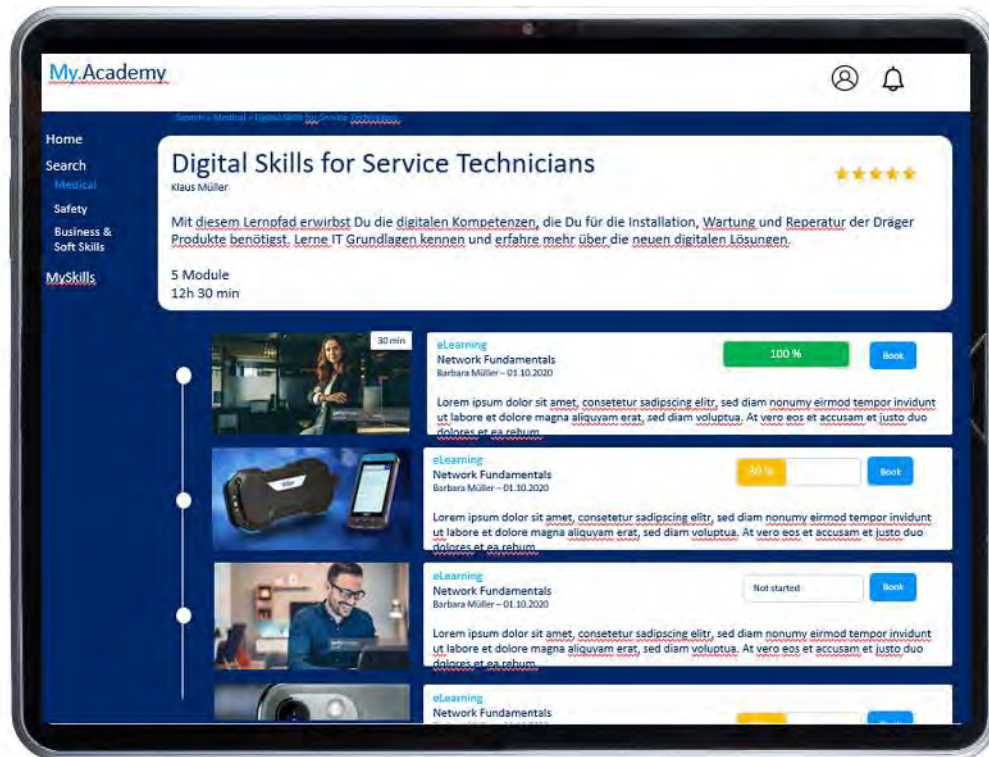 My.Academy
Search > Medical > Digital Skills for Service Technicians
Home
Search
Medical
Safety
Business &
Soft Skills
MySkills
Digital Skills for Service Technicians
Klaus Müller
Mit diesem Lernpfad erwirbst Du die digitalen Kompetenzen, die Du für die Installation, Wartung und Reperatur der Dräger
Produkte benötigst. Lerne IT Grundlagen kennen und erfahre mehr über die neuen digitalen Lösungen.
5 Module
12h 30 min
30 min
eLearning
Network Fundamentals
Barbara Müller – 01.10.2020
100 %
Book
Lorem ipsum dolor sit amet, consetetur sadipscing elitr, sed diam nonumy eirmod tempor invidunt
ut labore et dolore magna aliquyam erat, sed diam voluptua. At vero eos et accusam et justo duo
dolores et ea rebum.
eLearning
Network Fundamentals
Barbara Müller – 01.10.2020
30 %
Book
Lorem ipsum dolor sit amet, consetetur sadipscing elitr, sed diam nonumy eirmod tempor invidunt
ut labore et dolore magna aliquyam erat, sed diam voluptua. At vero eos et accusam et justo duo
dolores et ea rebum.
eLearning
Network Fundamentals
Barbara Müller – 01.10.2020
Not started
Book
Lorem ipsum dolor sit amet, consetetur sadipscing elitr, sed diam nonumy eirmod tempor invidunt
ut labore et dolore magna aliquyam erat, sed diam voluptua. At vero eos et accusam et justo duo
dolores et ea rebum.
eLearning
Network Fundamentals